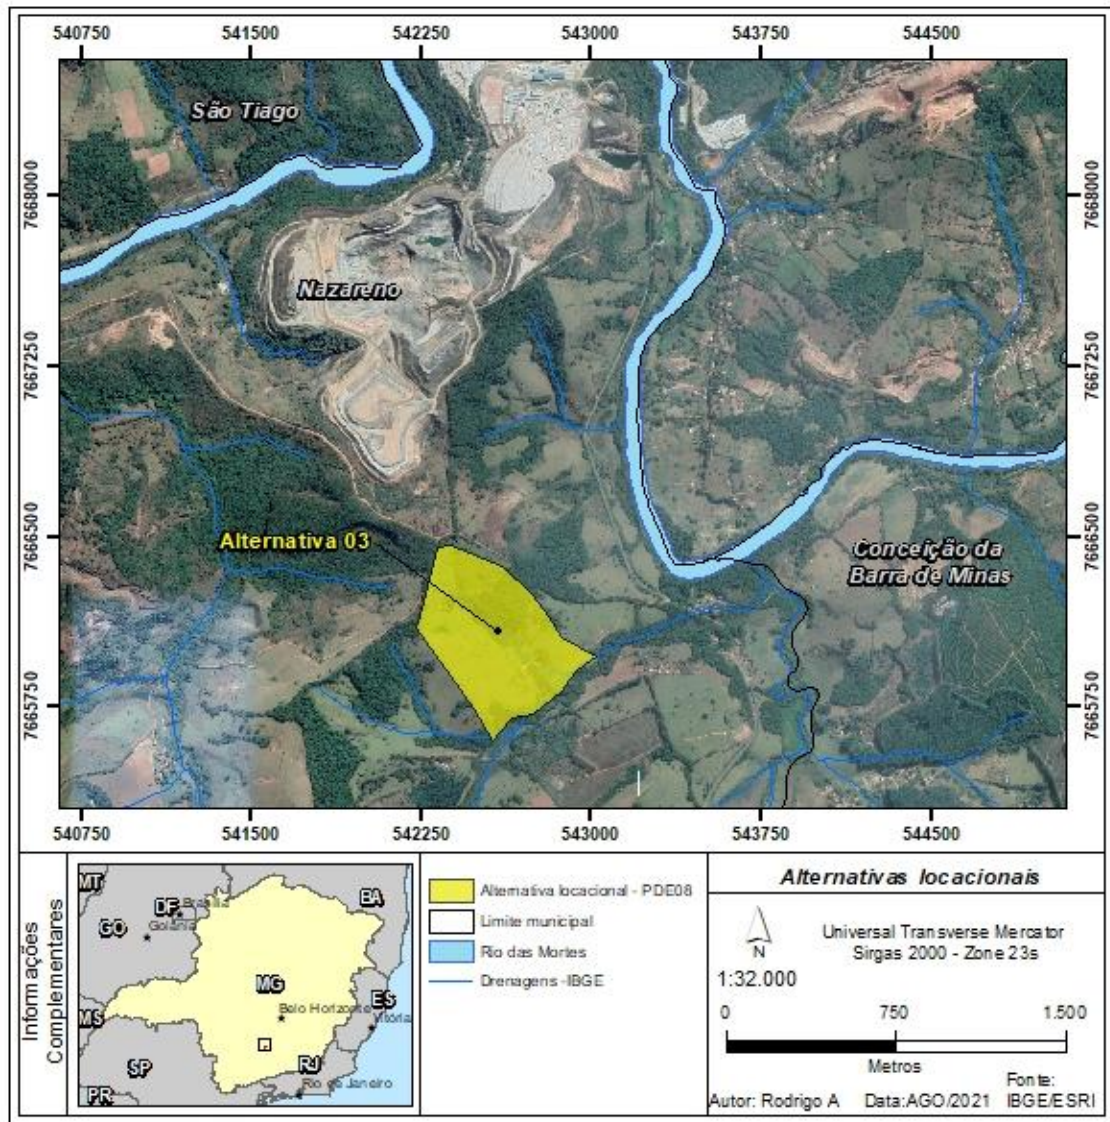 540750 541500 542250 543000 543750 544500
São Tiago
7668000 7668000
Nazareno
7667250 7667250
Alternativa 03
7666500 7666500
Conceição da
Barra de Minas
7665750 7665750
540750 541500 542250 543000 543750 544500
Informações
Complementares
MT
BA
DF
Brasília
GO
Goiânia
MG
Belo Horizonte
ES
Vitória
MS
SP
RJ
Rio de Janeiro
PR
Alternativa locacional - PDE08
Limite municipal
Rio das Mortes
Drenagens -IBGE
Alternativas locacionais
N
Universal Transverse Mercator
Sirgas 2000 - Zone 23s
1:32.000
0 750 1.500
Metros
Autor: Rodrigo A Data:AGO/2021 Fonte:
IBGE/ESRI